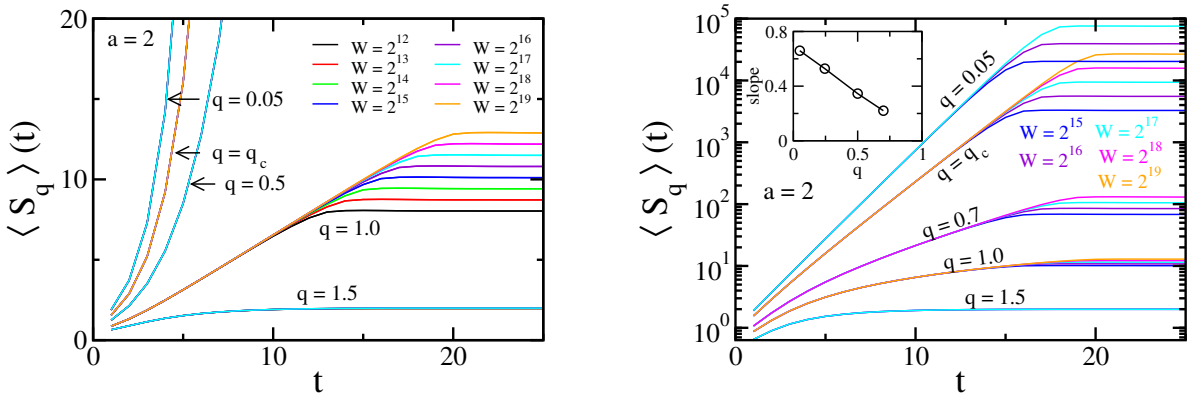 a = 2
W = 2^12
W = 2^13
W = 2^14
W = 2^15
W = 2^16
W = 2^17
W = 2^18
W = 2^19
q = 0.05
q = q_c
q = 0.5
q = 1.0
q = 1.5
⟨ S_q ⟩ (t)
20
10
0
0 10 20
t
10^5
10^4
10^3
10^2
10^1
10^0
⟨ S_q ⟩ (t)
0.8
0.4
0
slope
0 0.5 1
q
q = 0.05
q = q_c
W = 2^15
W = 2^16
W = 2^17
W = 2^18
W = 2^19
a = 2
q = 0.7
q = 1.0
q = 1.5
0 10 20
t